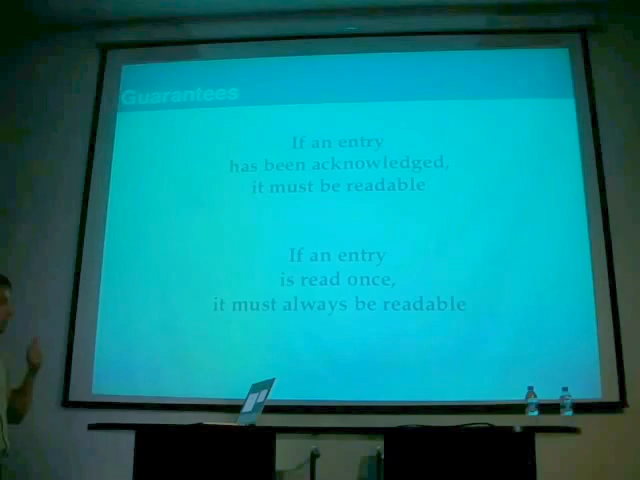 Guarantees
If an entry
has been acknowledged,
it must be readable
If an entry
is read once,
it must always be readable